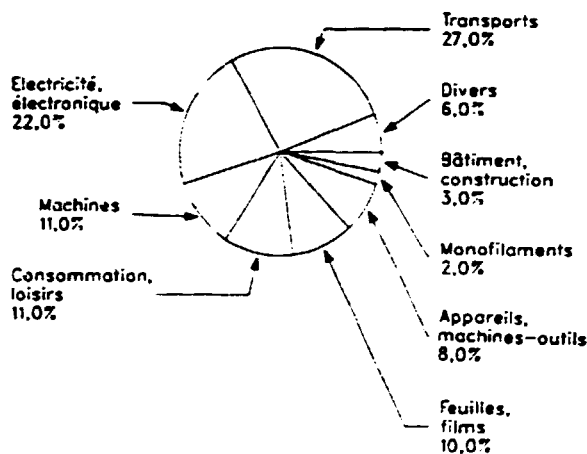 Transports
27,0%
Electricité,
électronique
22,0%
Divers
6,0%
Bâtiment,
construction
3,0%
Machines
11,0%
Monofilaments
2,0%
Consommation,
loisirs
11,0%
Appareils,
machines-outils
8,0%
Feuilles,
films
10,0%